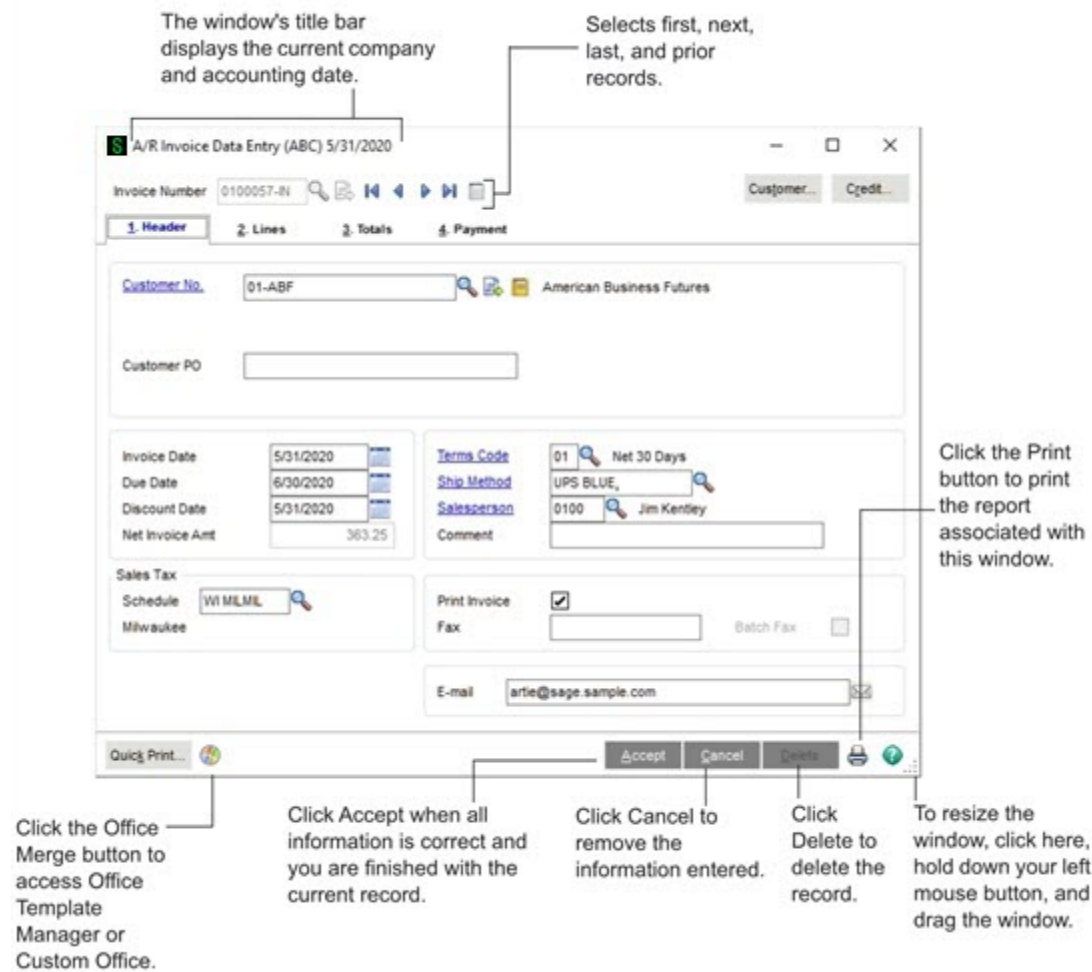 The window's title bar
displays the current company
and accounting date.
Selects first, next,
last, and prior
records.
S A/R Invoice Data Entry (ABC) 5/31/2020
Invoice Number 0100057-IN Customer... Credit...
1. Header 2. Lines 3. Totals 4. Payment
Customer No. 01-ABF American Business Futures
Customer PO
Invoice Date 5/31/2020 Terms Code 01 Net 30 Days
Due Date 6/30/2020 Ship Method UPS BLUE,
Discount Date 5/31/2020 Salesperson 0100 Jim Kentley
Net Invoice Amt 363.25 Comment
Sales Tax
Schedule WI MILMIL Print Invoice
Milwaukee Fax Batch Fax
E-mail artie@sage.sample.com
Quick Print... Accept Cancel Delete
Click the Print
button to print
the report
associated with
this window.
Click the Office
Merge button to
access Office
Template
Manager or
Custom Office.
Click Accept when all
information is correct and
you are finished with the
current record.
Click Cancel to
remove the
information entered.
Click
Delete to
delete the
record.
To resize the
window, click here,
hold down your left
mouse button, and
drag the window.